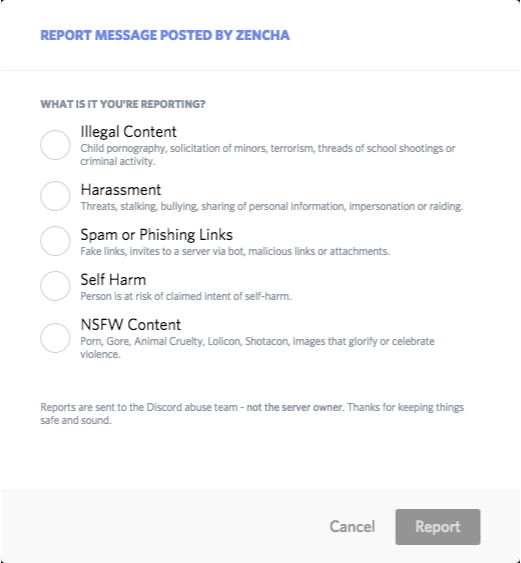 REPORT MESSAGE POSTED BY ZENCHA
WHAT IS IT YOU'RE REPORTING?
Illegal Content
Child pornography, solicitation of minors, terrorism, threads of school shootings or
criminal activity.
Harassment
Threats, stalking, bullying, sharing of personal information, impersonation or raiding.
Spam or Phishing Links
Fake links, invites to a server via bot, malicious links or attachments.
Self Harm
Person is at risk of claimed intent of self-harm.
NSFW Content
Porn, Gore, Animal Cruelty, Lolicon, Shotacon, images that glorify or celebrate
violence.
Reports are sent to the Discord abuse team - not the server owner. Thanks for keeping things
safe and sound.
Cancel
Report